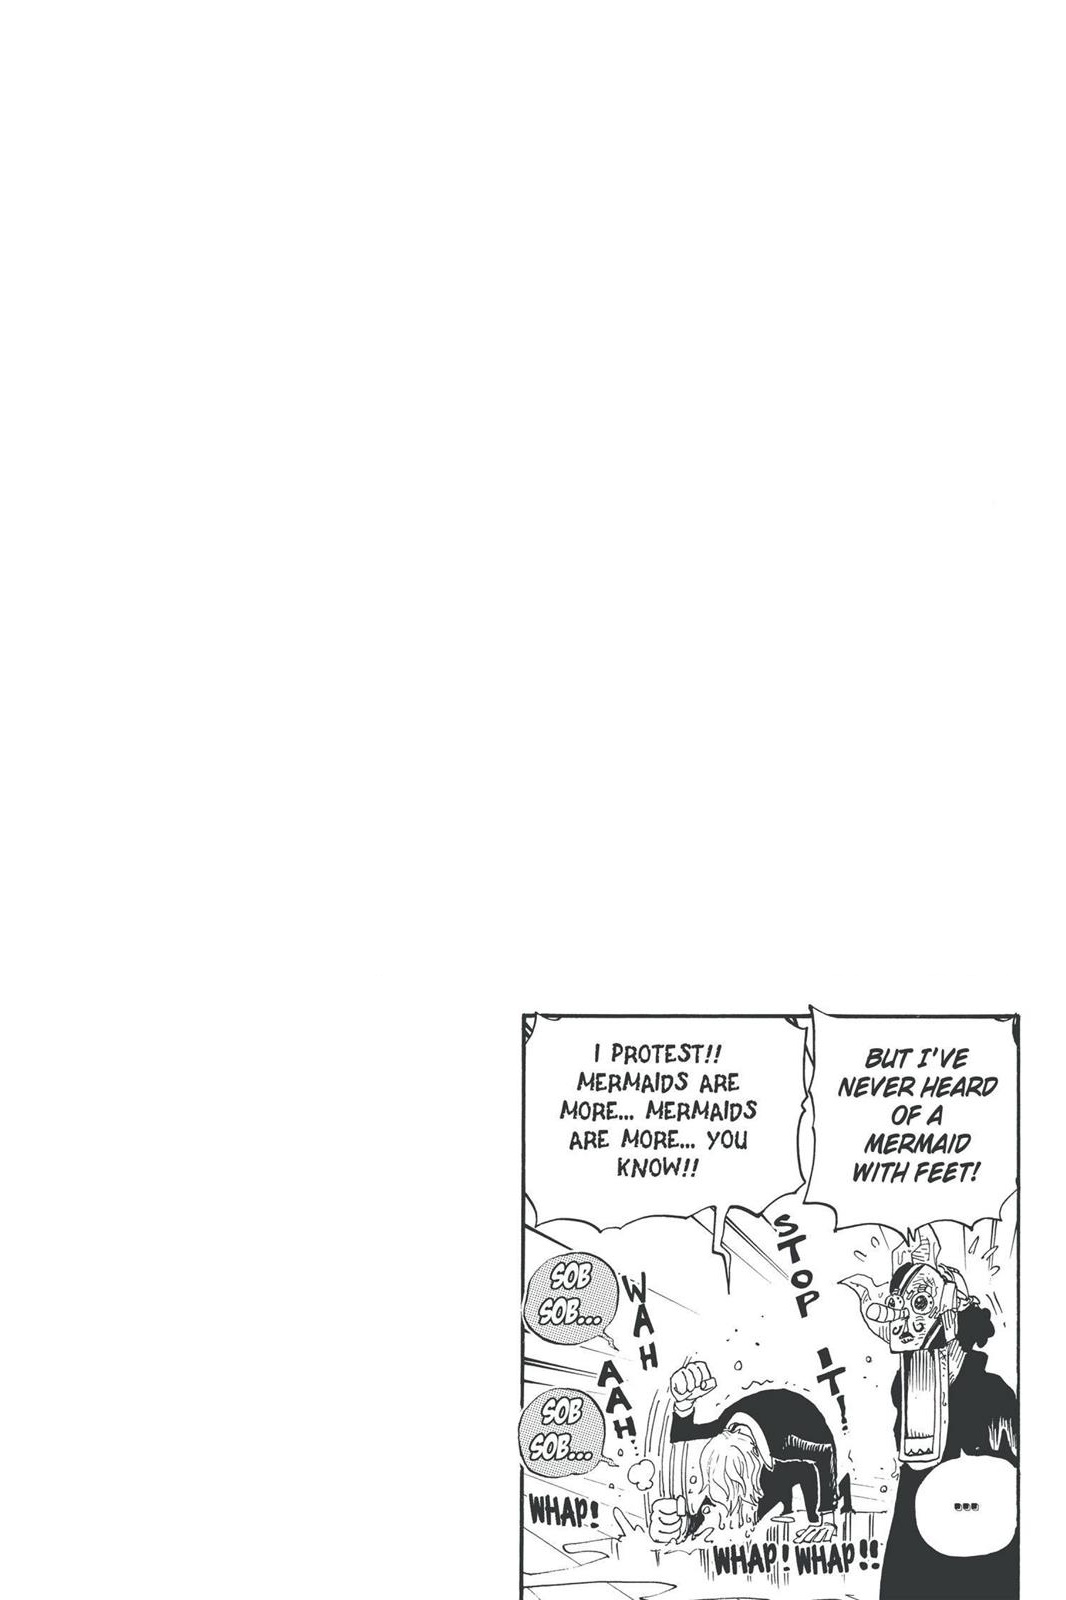 BUT I'VE
NEVER HEARD
OF A
MERMAID
WITH FEET!
I PROTEST!!
MERMAIDS ARE
MORE... MERMAIDS
ARE MORE... YOU
KNOW!!
STOP IT!
SOB
SOB...
WAH
AAH
SOB
SOB...
WHAP!
WHAP! WHAP!!
...